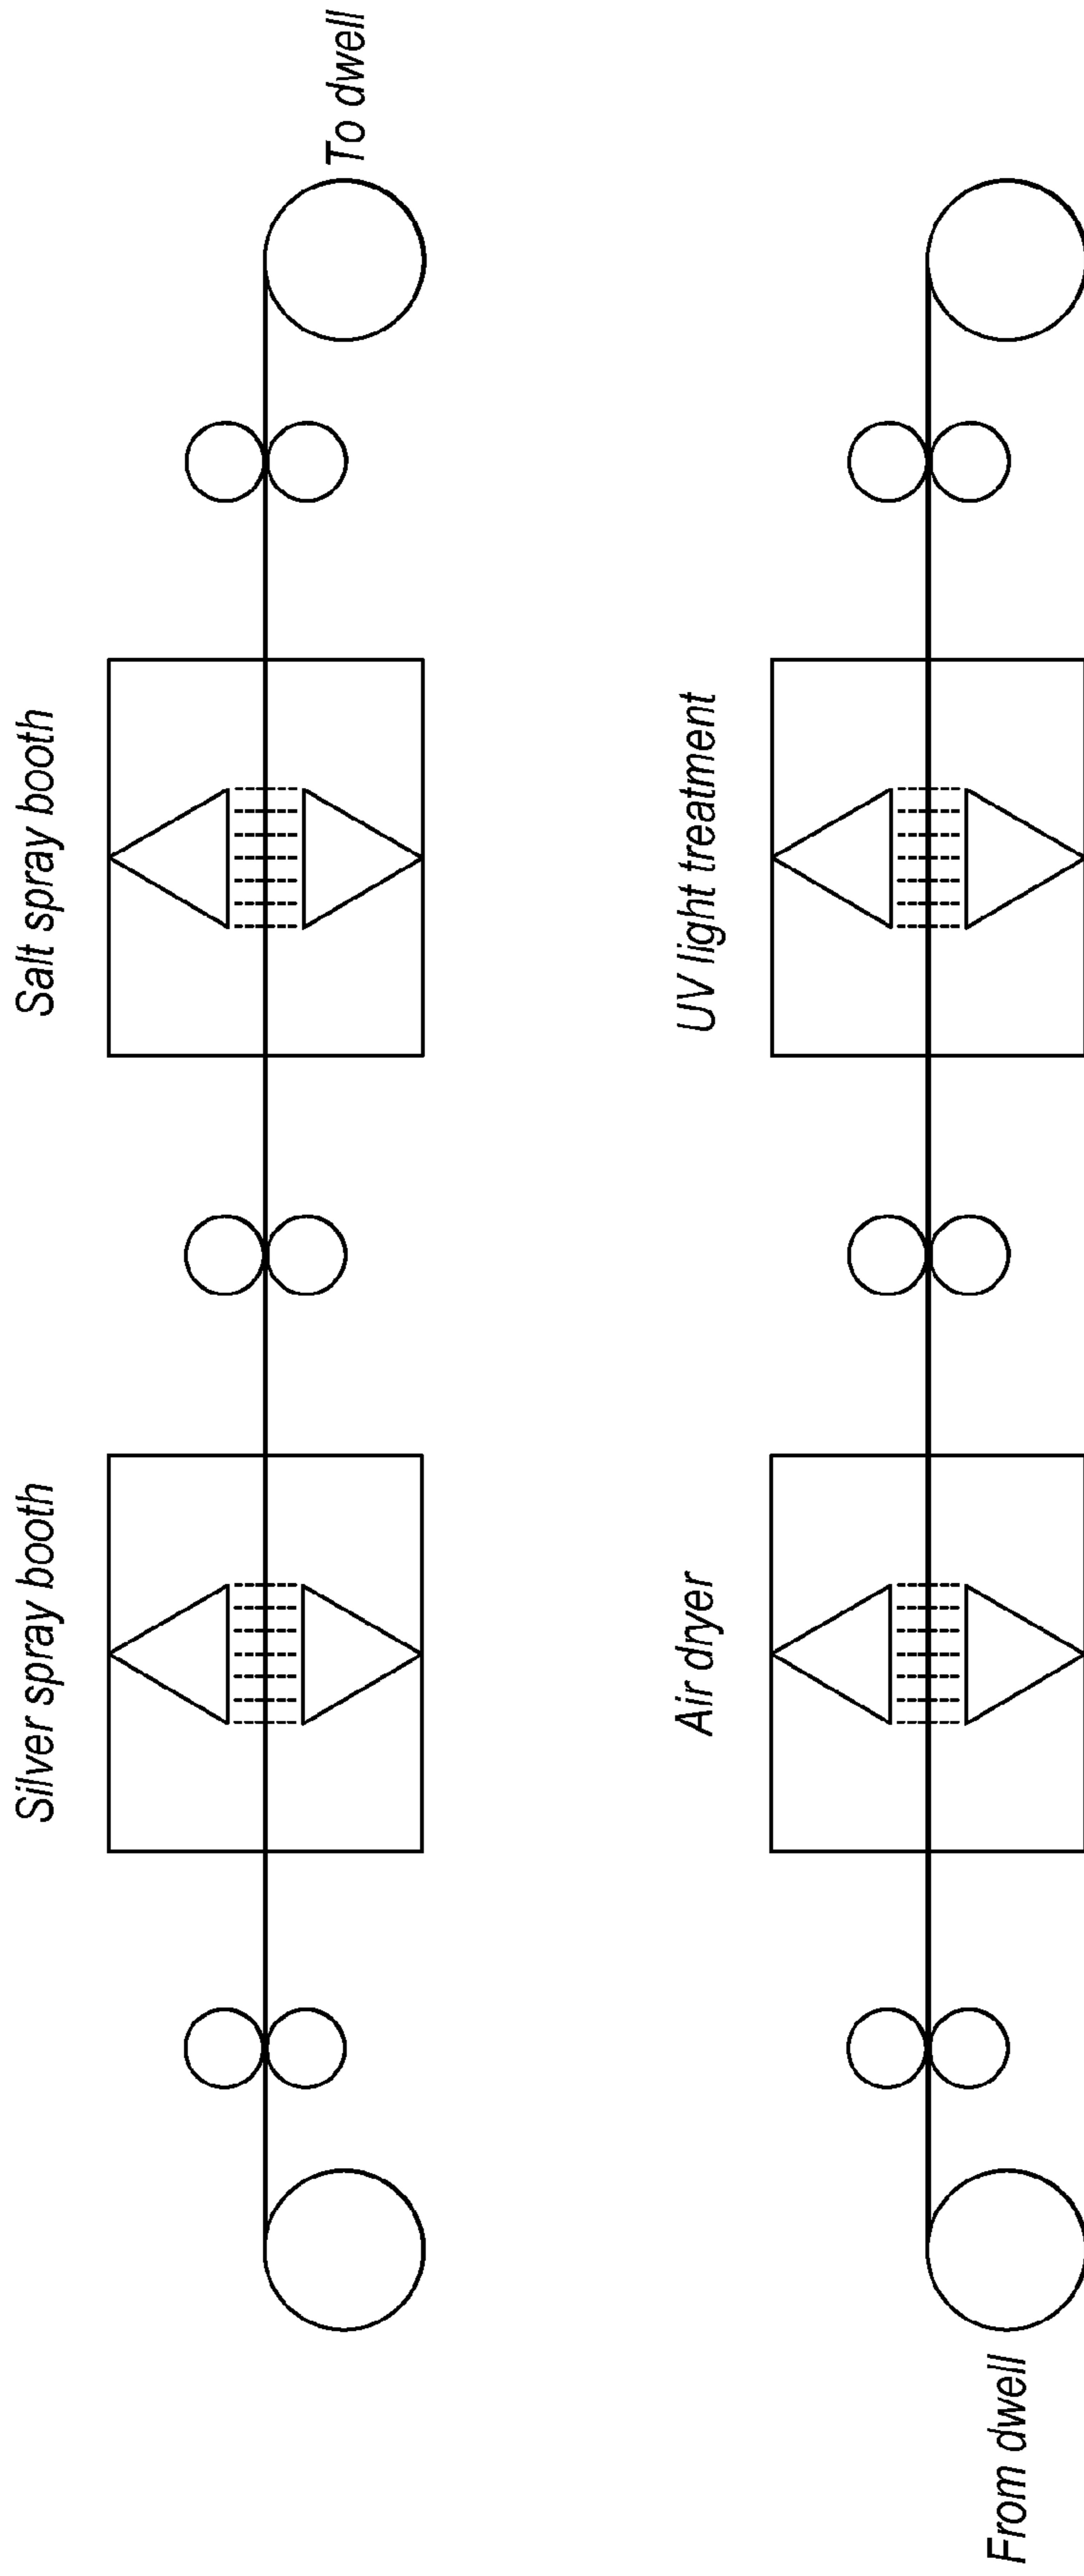 Silver spray booth
Salt spray booth
To dwell
From dwell
Air dryer
UV light treatment